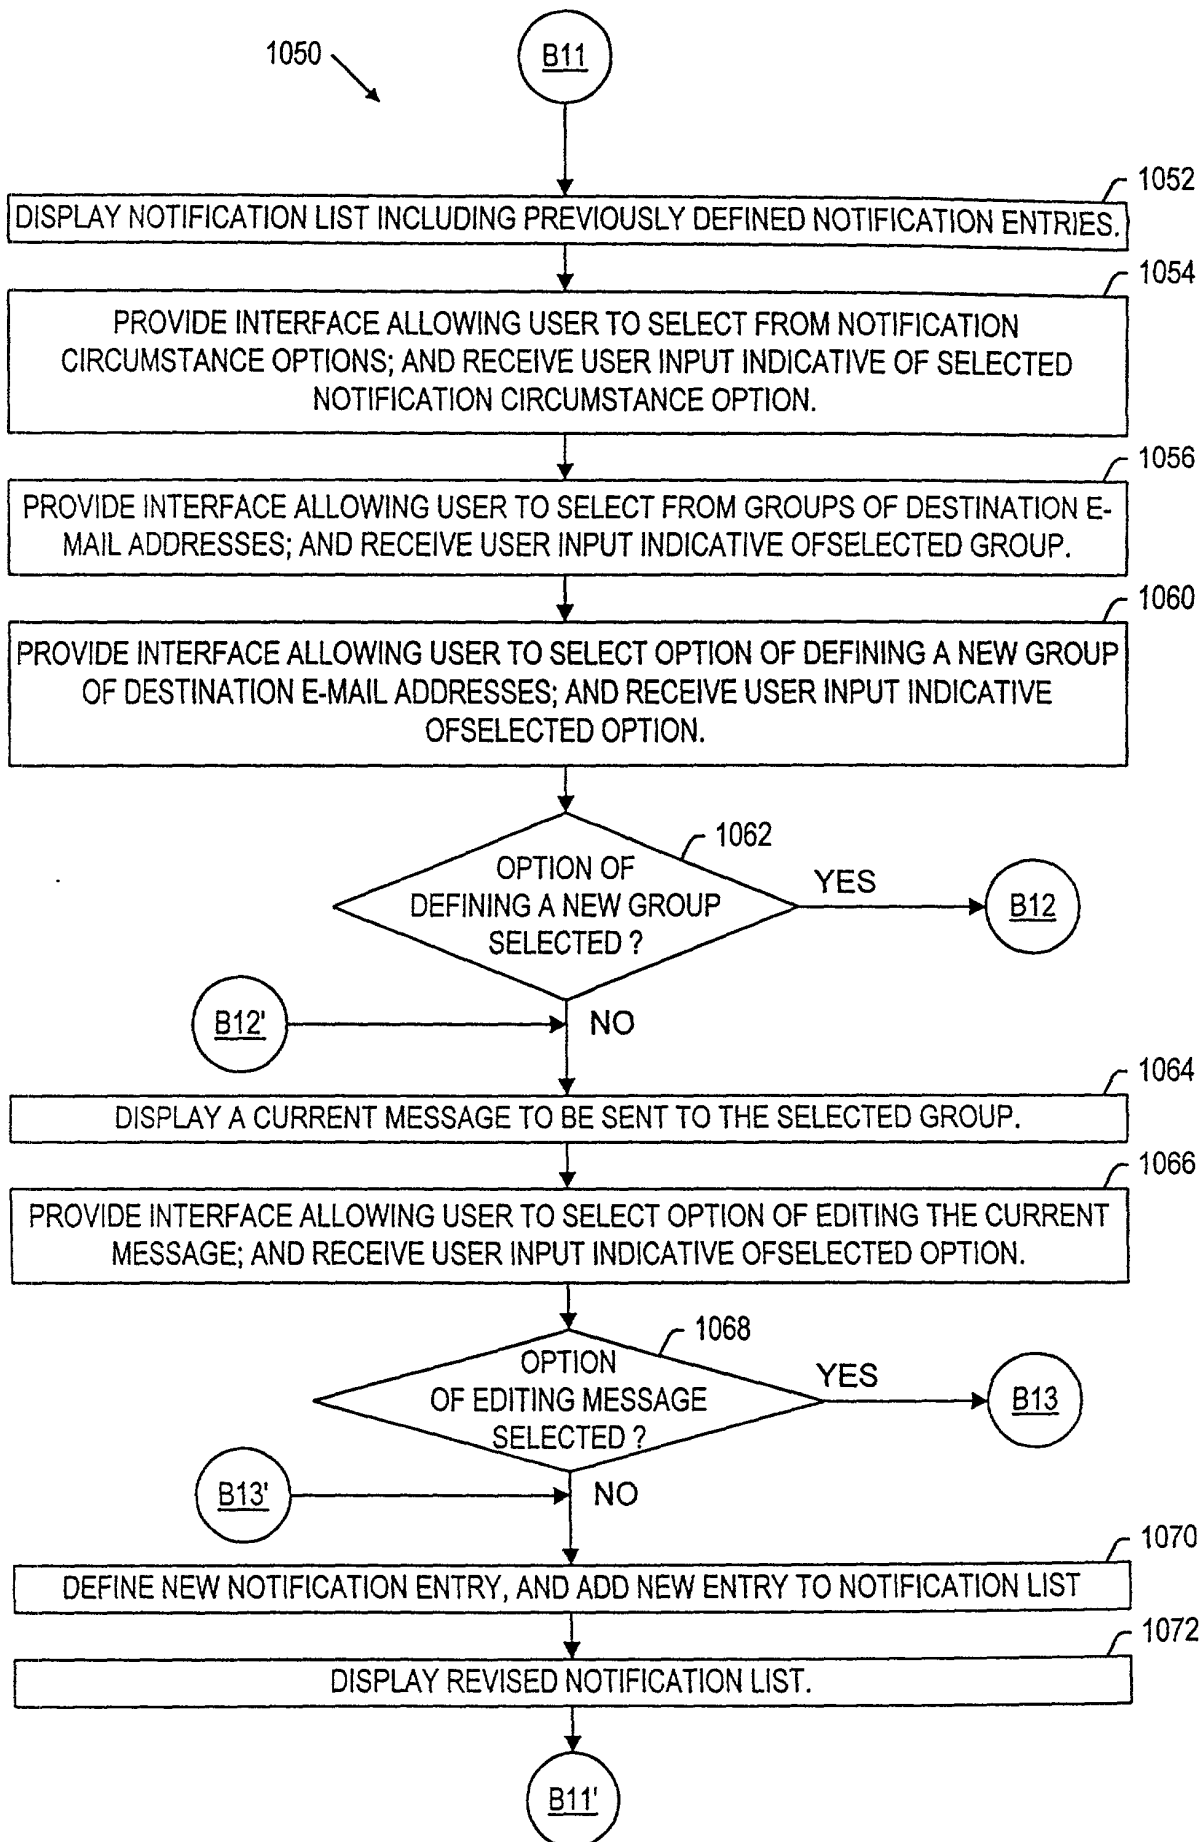 1050
B11
1052
DISPLAY NOTIFICATION LIST INCLUDING PREVIOUSLY DEFINED NOTIFICATION ENTRIES.
1054
PROVIDE INTERFACE ALLOWING USER TO SELECT FROM NOTIFICATION
CIRCUMSTANCE OPTIONS; AND RECEIVE USER INPUT INDICATIVE OF SELECTED
NOTIFICATION CIRCUMSTANCE OPTION.
1056
PROVIDE INTERFACE ALLOWING USER TO SELECT FROM GROUPS OF DESTINATION E-
MAIL ADDRESSES; AND RECEIVE USER INPUT INDICATIVE OFSELECTED GROUP.
1060
PROVIDE INTERFACE ALLOWING USER TO SELECT OPTION OF DEFINING A NEW GROUP
OF DESTINATION E-MAIL ADDRESSES; AND RECEIVE USER INPUT INDICATIVE
OFSELECTED OPTION.
1062
OPTION OF
DEFINING A NEW GROUP
SELECTED ?
YES
B12
B12'
NO
1064
DISPLAY A CURRENT MESSAGE TO BE SENT TO THE SELECTED GROUP.
1066
PROVIDE INTERFACE ALLOWING USER TO SELECT OPTION OF EDITING THE CURRENT
MESSAGE; AND RECEIVE USER INPUT INDICATIVE OFSELECTED OPTION.
1068
OPTION
OF EDITING MESSAGE
SELECTED ?
YES
B13
B13'
NO
1070
DEFINE NEW NOTIFICATION ENTRY, AND ADD NEW ENTRY TO NOTIFICATION LIST
1072
DISPLAY REVISED NOTIFICATION LIST.
B11'